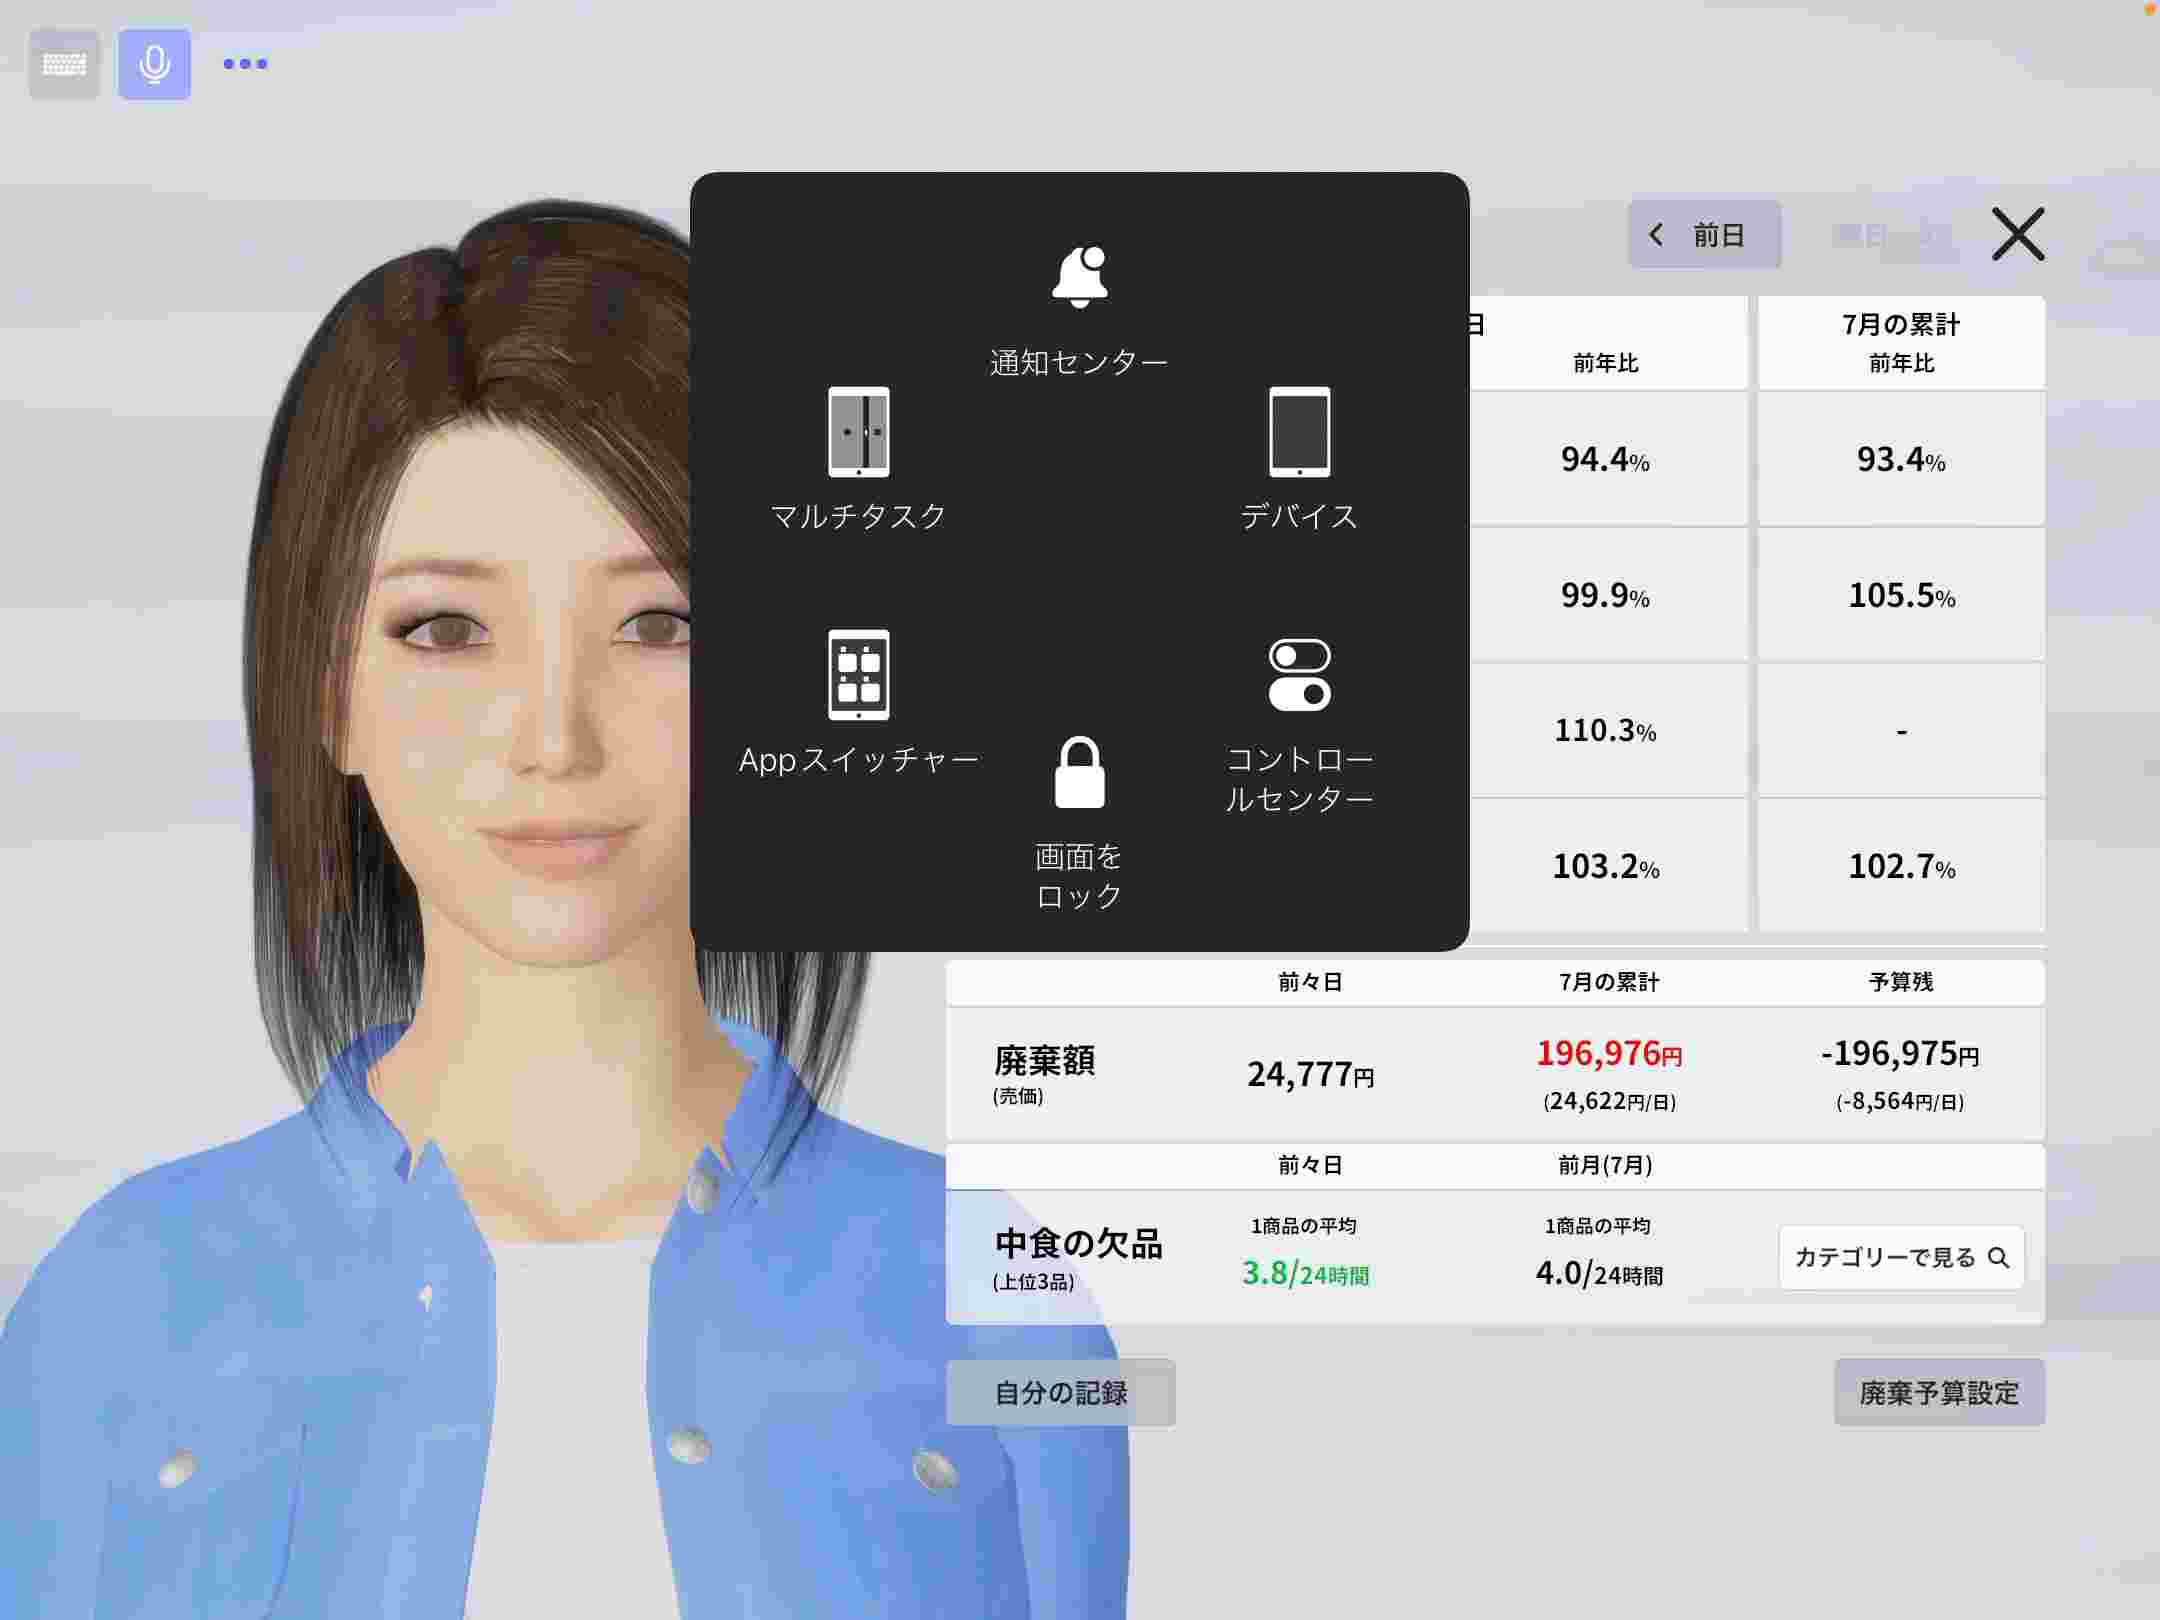 前日
7月の累計
前年比
前年比
94.4%
93.4%
99.9%
105.5%
110.3%
-
103.2%
102.7%
通知センター
マルチタスク
デバイス
Appスイッチャー
コントロー
ルセンター
画面を
ロック
前々日
7月の累計
予算残
廃棄額
(売価)
24,777円
196,976円
(24,622円/日)
-196,975円
(-8,564円/日)
前々日
前月(7月)
中食の欠品
(上位3品)
1商品の平均
3.8/24時間
1商品の平均
4.0/24時間
カテゴリーで見る
自分の記録
廃棄予算設定